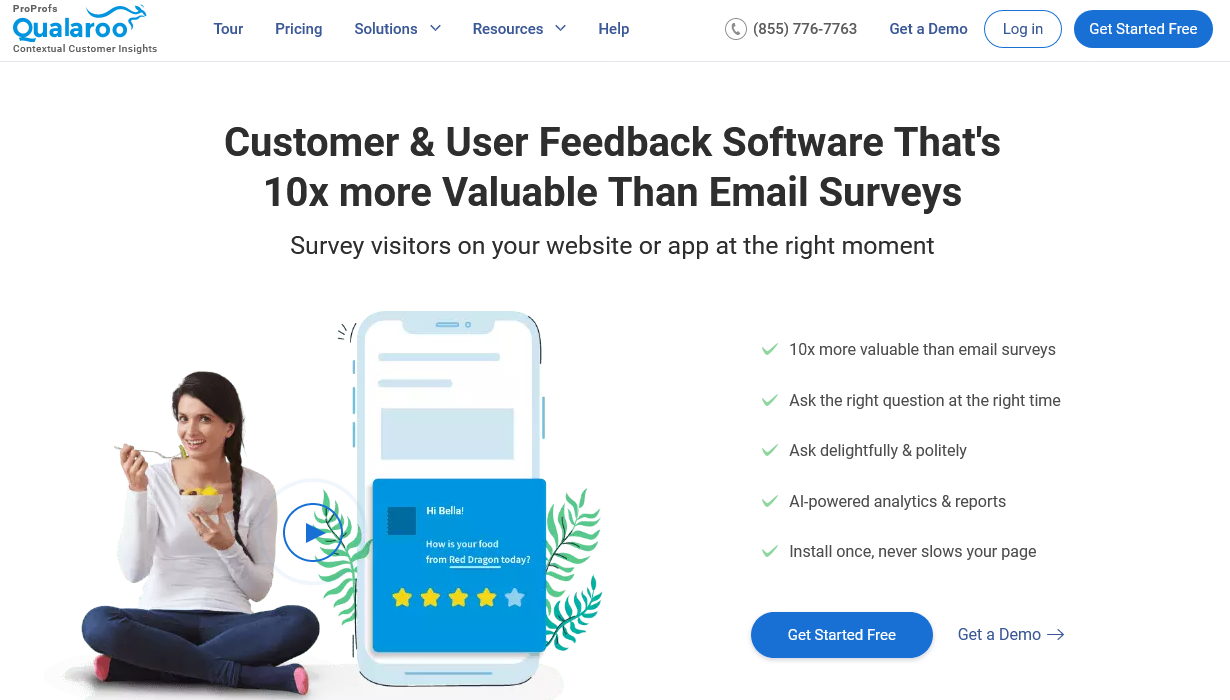 ProProfs
Qualaroo
Contextual Customer Insights
Tour
Pricing
Solutions
Resources
Help
(855) 776-7763
Get a Demo
Log in
Get Started Free
Customer & User Feedback Software That's
10x more Valuable Than Email Surveys
Survey visitors on your website or app at the right moment
Hi Bella!
How is your food
from Red Dragon today?
10x more valuable than email surveys
Ask the right question at the right time
Ask delightfully & politely
AI-powered analytics & reports
Install once, never slows your page
Get Started Free
Get a Demo